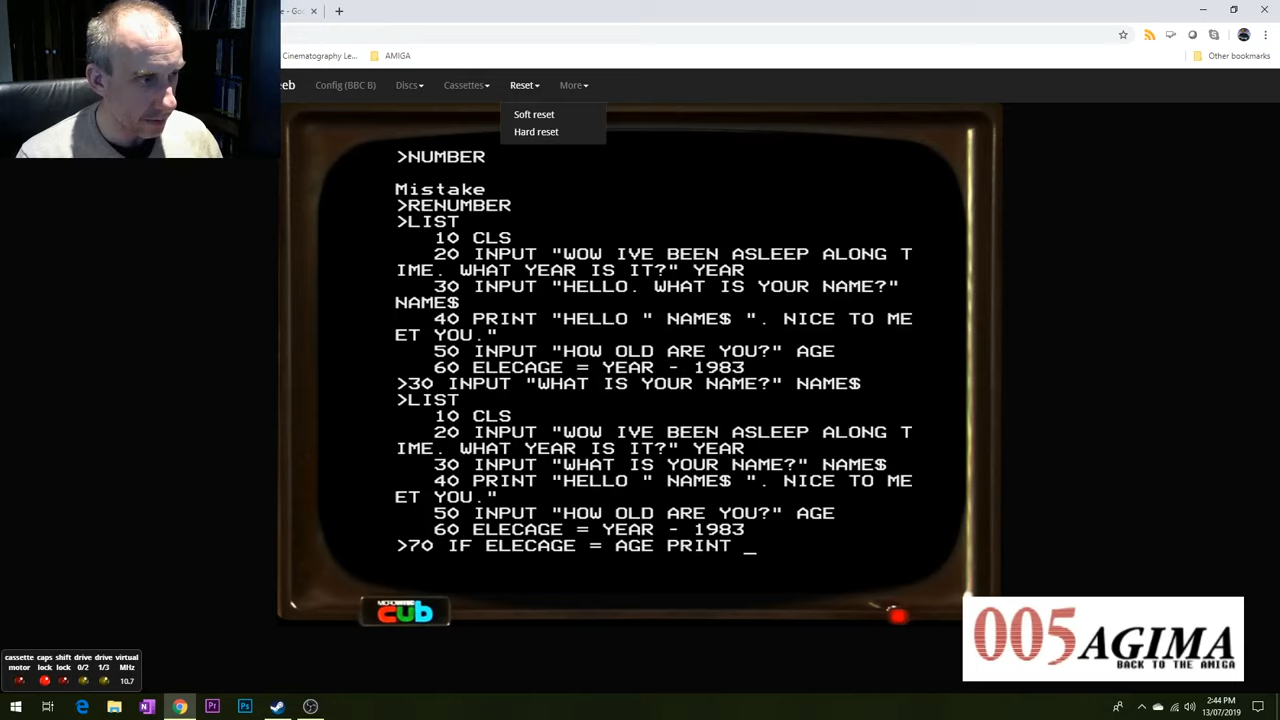 e - Goo
Cinematography Le...
AMIGA
Other bookmarks
eeb
Config (BBC B)
Discs
Cassettes
Reset
More
Soft reset
Hard reset
>NUMBER
Mistake
>RENUMBER
>LIST
10 CLS
20 INPUT "WOW IVE BEEN ASLEEP ALONG T
IME. WHAT YEAR IS IT?" YEAR
30 INPUT "HELLO. WHAT IS YOUR NAME?"
NAME$
40 PRINT "HELLO " NAME$ ". NICE TO ME
ET YOU."
50 INPUT "HOW OLD ARE YOU?" AGE
60 ELECAGE = YEAR - 1983
>30 INPUT "WHAT IS YOUR NAME?" NAME$
>LIST
10 CLS
20 INPUT "WOW IVE BEEN ASLEEP ALONG T
IME. WHAT YEAR IS IT?" YEAR
30 INPUT "WHAT IS YOUR NAME?" NAME$
40 PRINT "HELLO " NAME$ ". NICE TO ME
ET YOU."
50 INPUT "HOW OLD ARE YOU?" AGE
60 ELECAGE = YEAR - 1983
>70 IF ELECAGE = AGE PRINT _
MICROVITEC
cub
005AGIMA
BACK TO THE AMIGA
cassette motor
caps lock
shift lock
drive 0/2
drive 1/3
virtual MHz
10.7
2:44 PM
13/07/2019